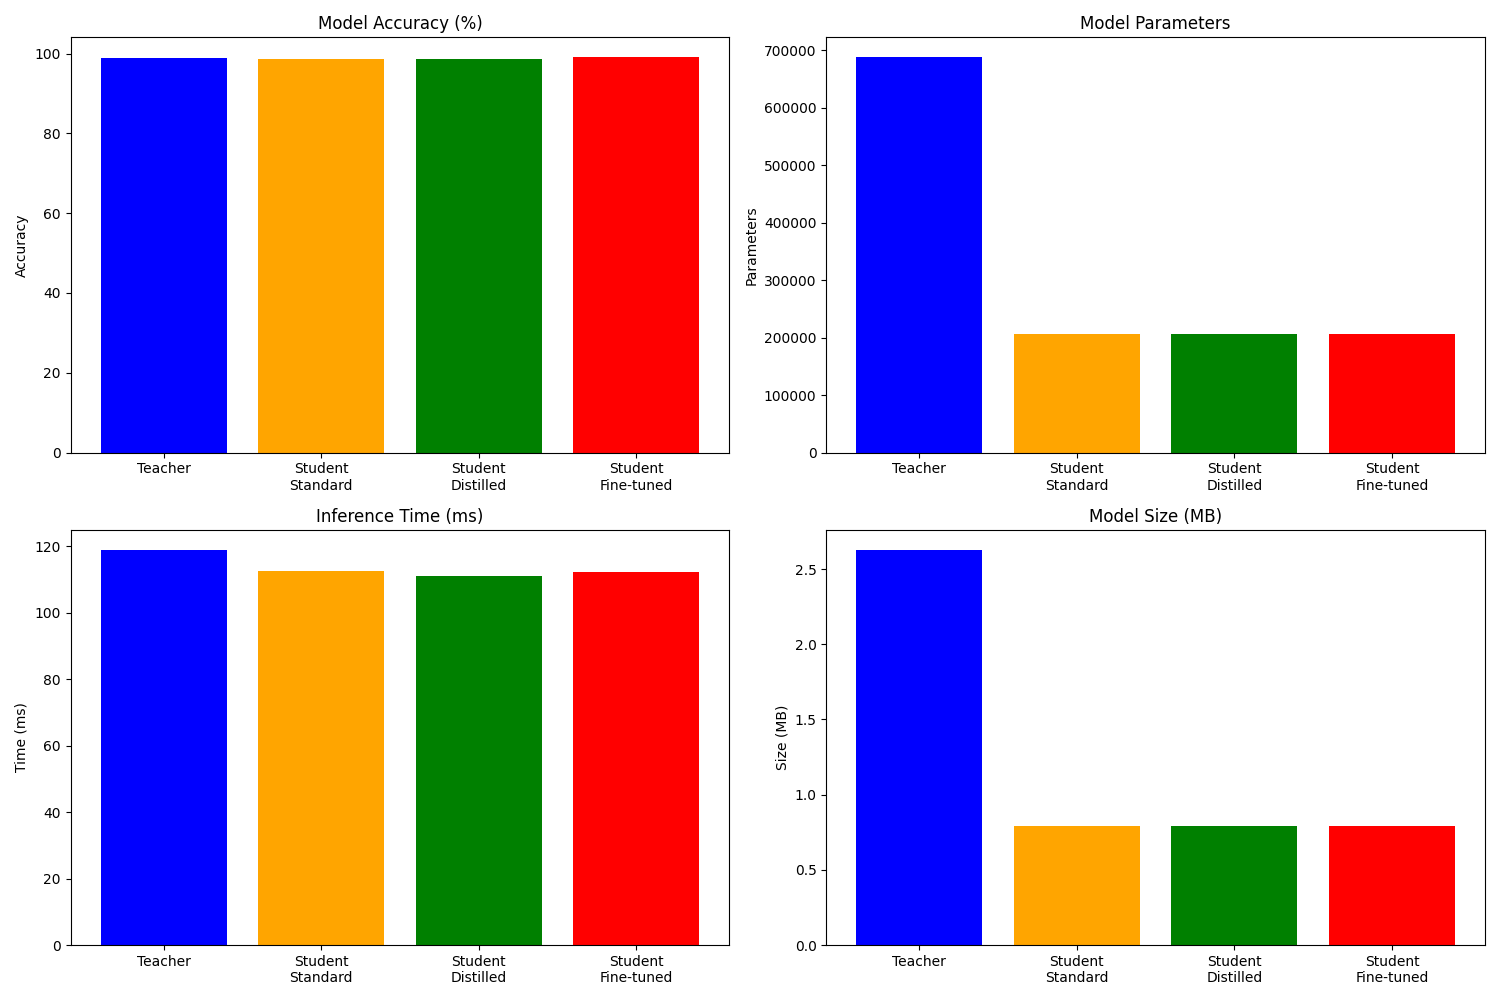 Model Accuracy (%)
Accuracy
100
80
60
40
20
0
Teacher
Student
Standard
Student
Distilled
Student
Fine-tuned
Model Parameters
Parameters
700000
600000
500000
400000
300000
200000
100000
0
Teacher
Student
Standard
Student
Distilled
Student
Fine-tuned
Inference Time (ms)
Time (ms)
120
100
80
60
40
20
0
Teacher
Student
Standard
Student
Distilled
Student
Fine-tuned
Model Size (MB)
Size (MB)
2.5
2.0
1.5
1.0
0.5
0.0
Teacher
Student
Standard
Student
Distilled
Student
Fine-tuned